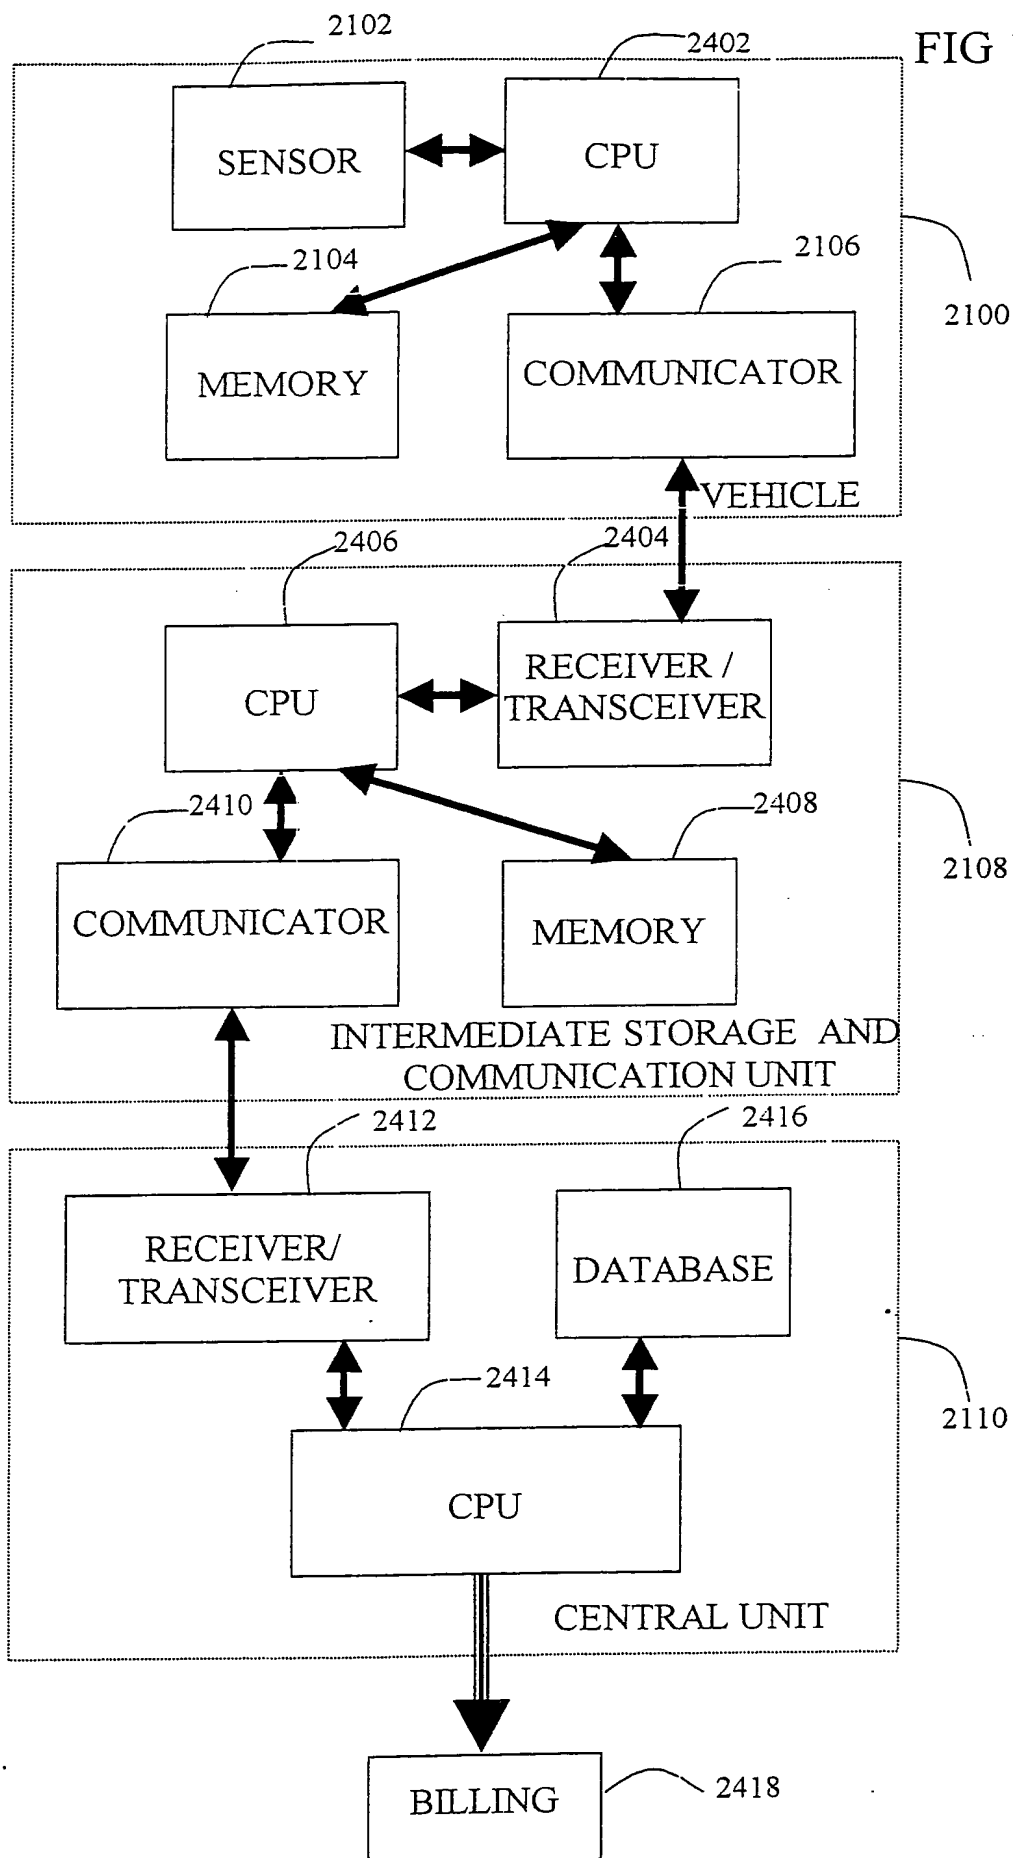 2102
2402
FIG
SENSOR
CPU
2104
2106
2100
MEMORY
COMMUNICATOR
VEHICLE
2406
2404
CPU
RECEIVER /
TRANSCEIVER
2410
2408
2108
COMMUNICATOR
MEMORY
INTERMEDIATE STORAGE AND
COMMUNICATION UNIT
2412
2416
RECEIVER/
TRANSCEIVER
DATABASE
2414
2110
CPU
CENTRAL UNIT
BILLING
2418